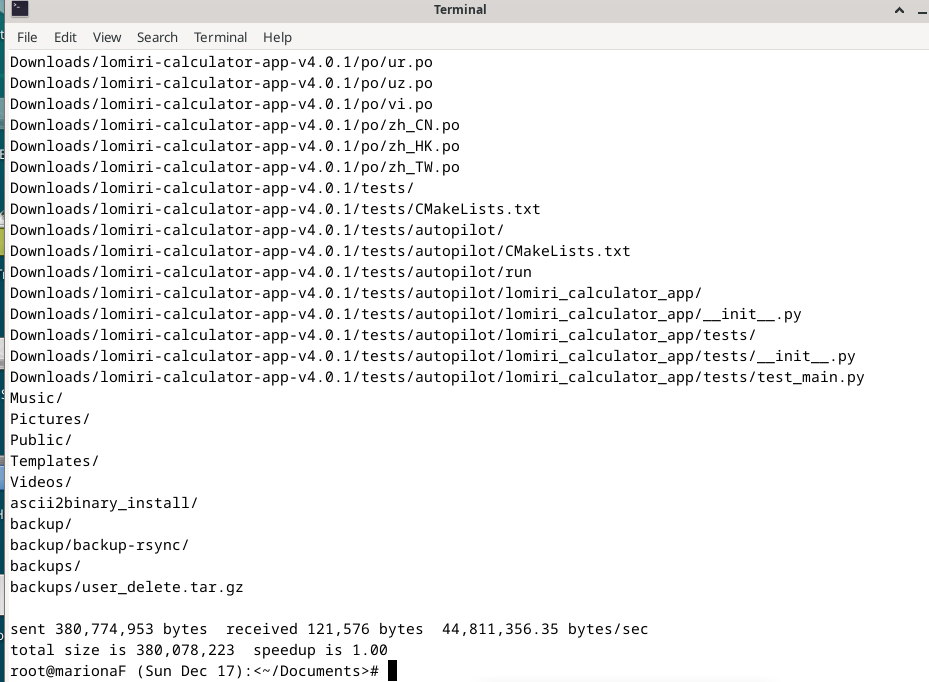 Terminal
File Edit View Search Terminal Help
Downloads/lomiri-calculator-app-v4.0.1/po/ur.po
Downloads/lomiri-calculator-app-v4.0.1/po/uz.po
Downloads/lomiri-calculator-app-v4.0.1/po/vi.po
Downloads/lomiri-calculator-app-v4.0.1/po/zh_CN.po
Downloads/lomiri-calculator-app-v4.0.1/po/zh_HK.po
Downloads/lomiri-calculator-app-v4.0.1/po/zh_TW.po
Downloads/lomiri-calculator-app-v4.0.1/tests/
Downloads/lomiri-calculator-app-v4.0.1/tests/CMakeLists.txt
Downloads/lomiri-calculator-app-v4.0.1/tests/autopilot/
Downloads/lomiri-calculator-app-v4.0.1/tests/autopilot/CMakeLists.txt
Downloads/lomiri-calculator-app-v4.0.1/tests/autopilot/run
Downloads/lomiri-calculator-app-v4.0.1/tests/autopilot/lomiri_calculator_app/
Downloads/lomiri-calculator-app-v4.0.1/tests/autopilot/lomiri_calculator_app/__init__.py
Downloads/lomiri-calculator-app-v4.0.1/tests/autopilot/lomiri_calculator_app/tests/
Downloads/lomiri-calculator-app-v4.0.1/tests/autopilot/lomiri_calculator_app/tests/__init__.py
Downloads/lomiri-calculator-app-v4.0.1/tests/autopilot/lomiri_calculator_app/tests/test_main.py
Music/
Pictures/
Public/
Templates/
Videos/
ascii2binary_install/
backup/
backup/backup-rsync/
backups/
backups/user_delete.tar.gz
sent 380,774,953 bytes  received 121,576 bytes  44,811,356.35 bytes/sec
total size is 380,078,223  speedup is 1.00
root@marionaF (Sun Dec 17):<~/Documents>#